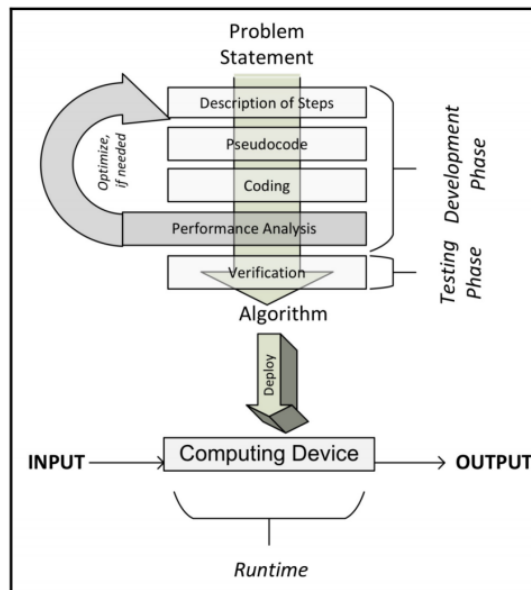 Problem
Statement
Description of Steps
Pseudocode
Coding
Performance Analysis
Verification
Optimize,
if needed
Development
Phase
Testing
Phase
Algorithm
Deploy
INPUT
Computing Device
OUTPUT
Runtime